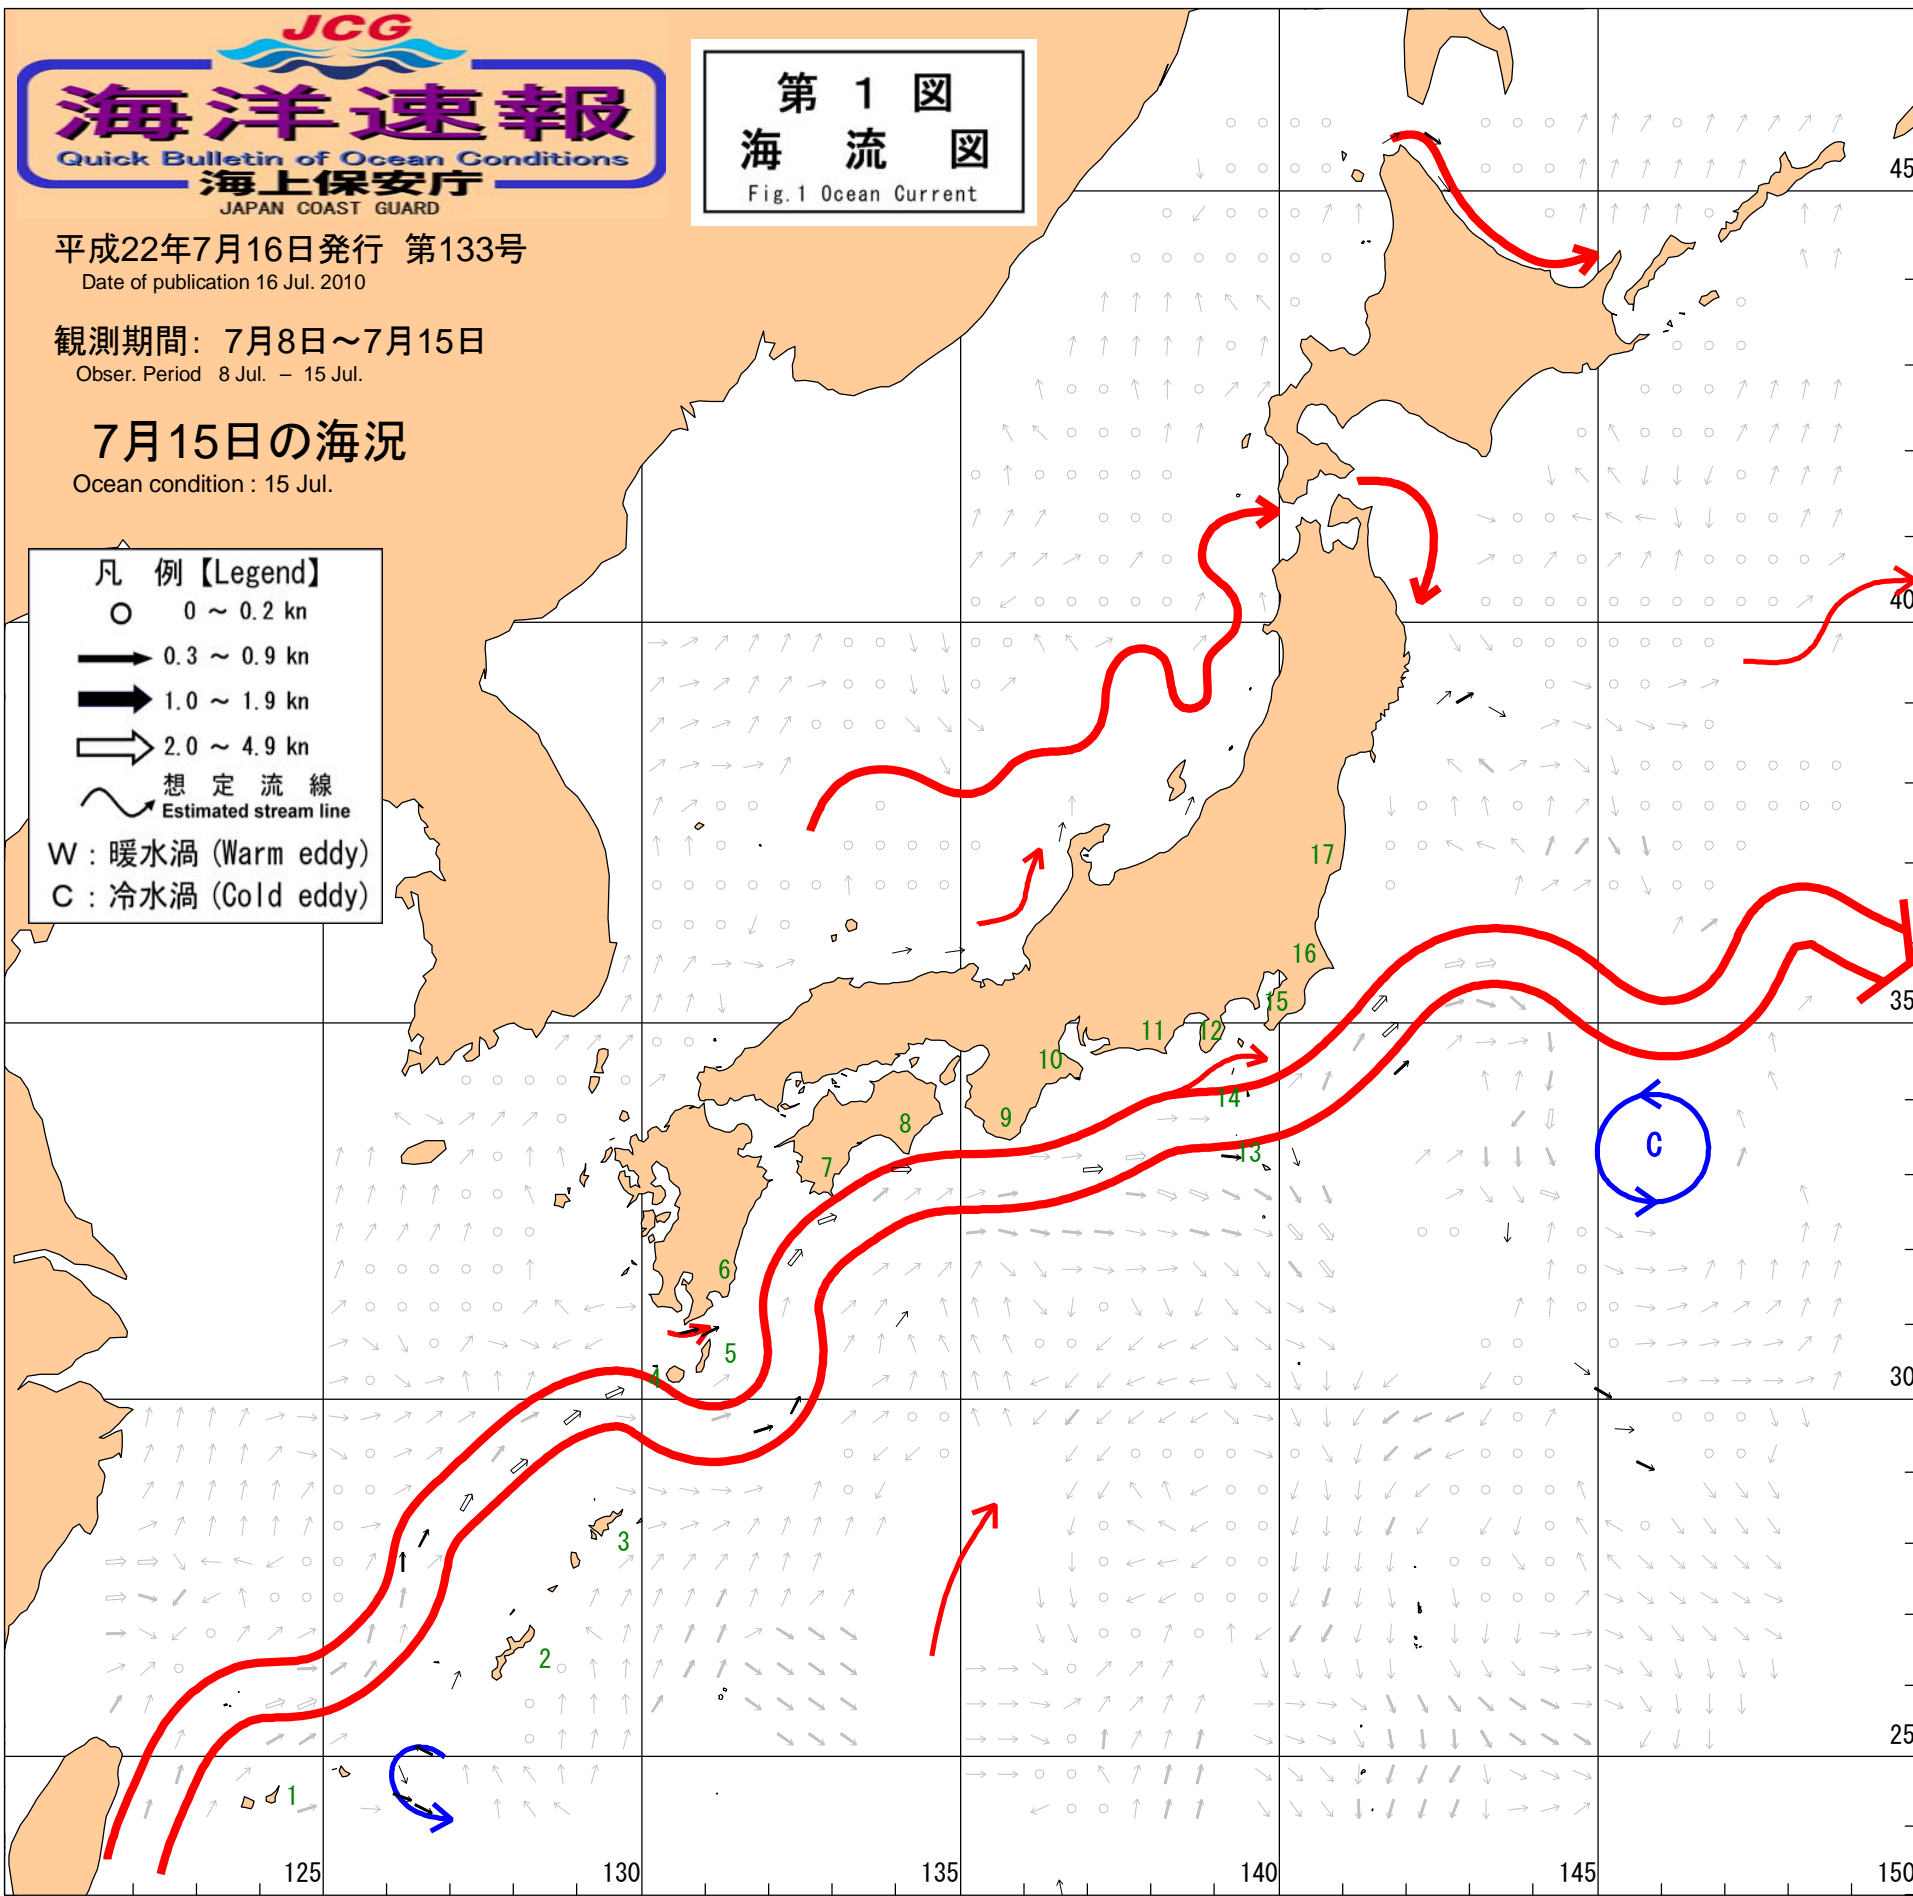 JCG
海洋速報
Quick Bulletin of Ocean Conditions
海上保安庁
JAPAN COAST GUARD
第 1 図
海 流 図
Fig.1 Ocean Current
平成22年7月16日発行 第133号
Date of publication 16 Jul. 2010
観測期間: 7月8日～7月15日
Obser. Period 8 Jul. – 15 Jul.
7月15日の海況
Ocean condition : 15 Jul.
凡 例【Legend】
0 ～ 0.2 kn
0.3 ～ 0.9 kn
1.0 ～ 1.9 kn
2.0 ～ 4.9 kn
想 定 流 線
Estimated stream line
W : 暖水渦 (Warm eddy)
C : 冷水渦 (Cold eddy)
45
40
17
16
35
15
12
11
10
14
9
8
13
C
7
6
5
4
30
3
2
25
1
125
130
135
140
145
150